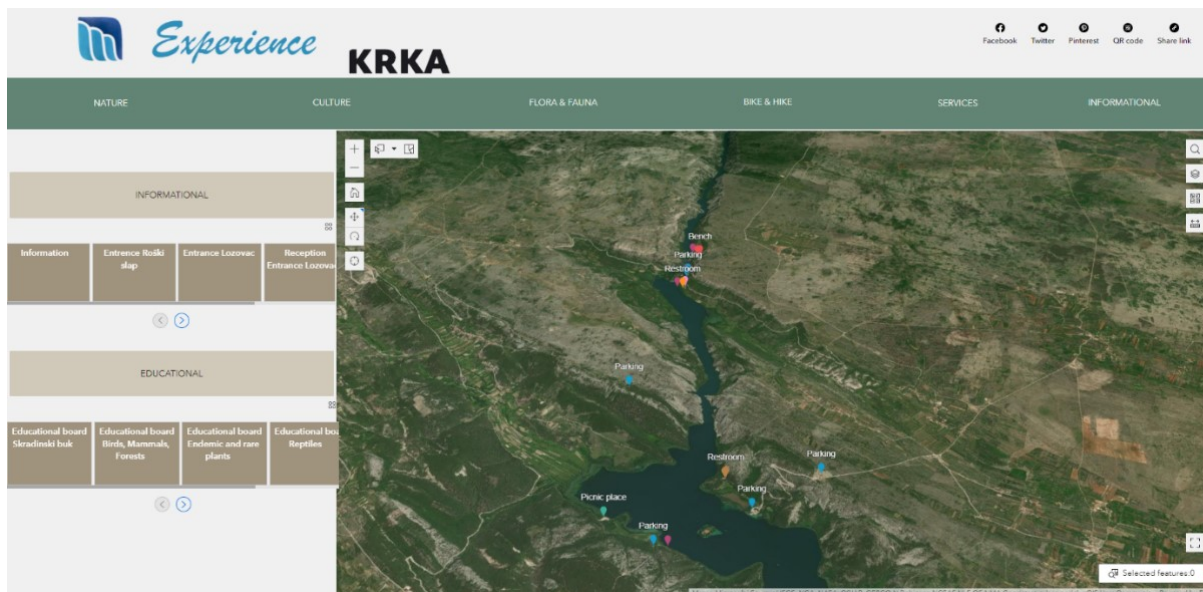 Experience
KRKA
Facebook
Twitter
Pinterest
QR code
Share link
NATURE
CULTURE
FLORA & FAUNA
BIKE & HIKE
SERVICES
INFORMATIONAL
INFORMATIONAL
Information
Entrence Roški
slap
Entrance Lozovac
Reception
Entrance Lozova
EDUCATIONAL
Educational board
Skradinski buk
Educational board
Birds, Mammals,
Forests
Educational board
Endemic and rare
plants
Educational bo
Reptiles
Bench
Parking
Restroom
Parking
Restroom
Parking
Parking
Picnic place
Parking
Selected features:0